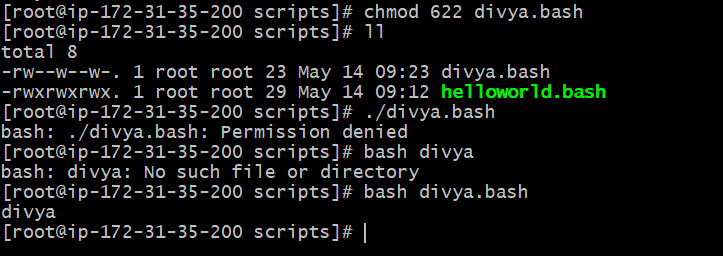 [root@ip-172-31-35-200 scripts]# chmod 622 divya.bash
[root@ip-172-31-35-200 scripts]# ll
total 8
-rw--w--w-. 1 root root 23 May 14 09:23 divya.bash
-rwxrwxrwx. 1 root root 29 May 14 09:12 helloworld.bash
[root@ip-172-31-35-200 scripts]# ./divya.bash
bash: ./divya.bash: Permission denied
[root@ip-172-31-35-200 scripts]# bash divya
bash: divya: No such file or directory
[root@ip-172-31-35-200 scripts]# bash divya.bash
divya
[root@ip-172-31-35-200 scripts]#